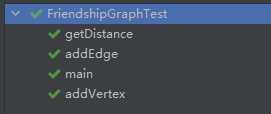 FriendshipGraphTest
getDistance
addEdge
main
addVertex